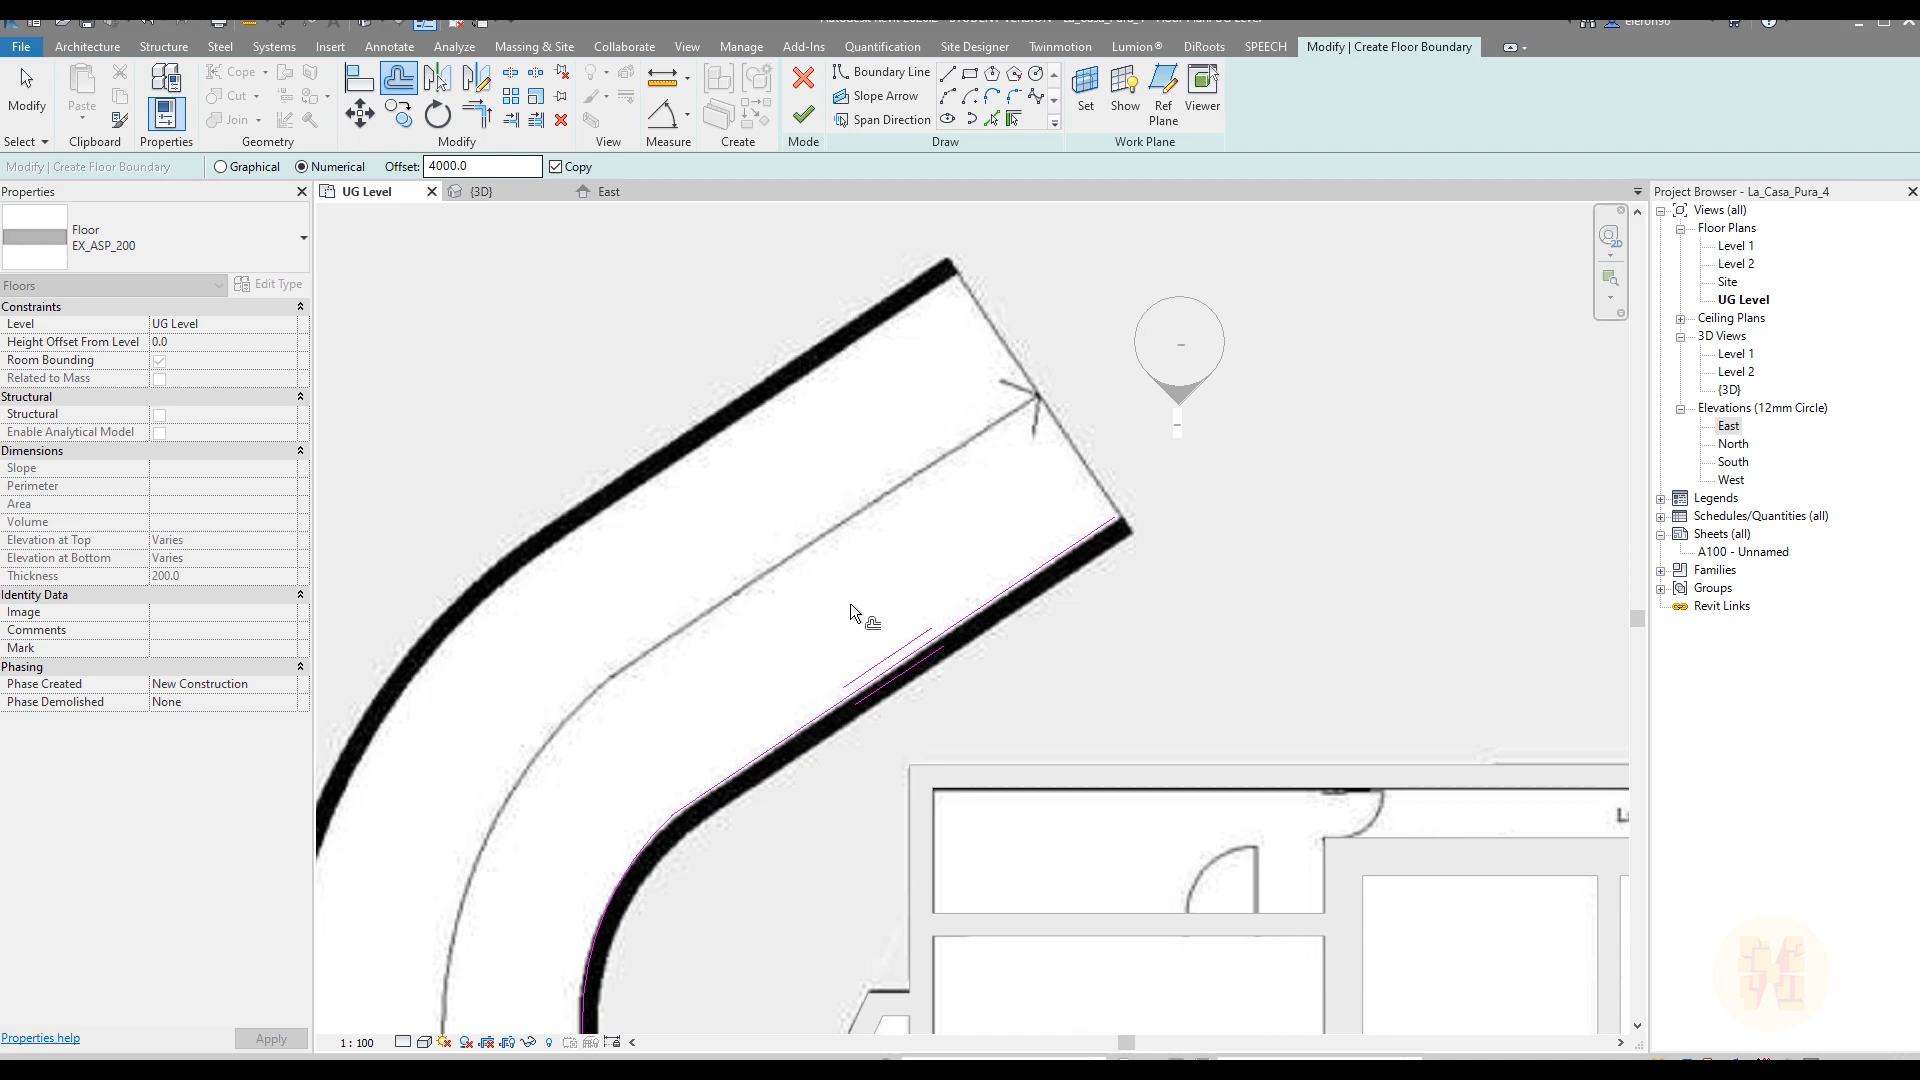 File
Architecture
Structure
Steel
Systems
Insert
Annotate
Analyze
Massing & Site
Collaborate
View
Manage
Add-Ins
Quantification
Site Designer
Twinmotion
Lumion®
DiRoots
SPEECH
Modify | Create Floor Boundary
Modify
Paste
Cope
Cut
Join
Boundary Line
Slope Arrow
Span Direction
Set
Show
Ref
Plane
Viewer
Select
Clipboard
Properties
Geometry
Modify
View
Measure
Create
Mode
Draw
Work Plane
Modify | Create Floor Boundary
Graphical
Numerical
Offset:
4000.0
Copy
Properties
UG Level
{3D}
East
Project Browser - La_Casa_Pura_4
Floor
EX_ASP_200
Floors
Edit Type
Constraints
Level
UG Level
Height Offset From Level
0.0
Room Bounding
Related to Mass
Structural
Structural
Enable Analytical Model
Dimensions
Slope
Perimeter
Area
Volume
Elevation at Top
Varies
Elevation at Bottom
Varies
Thickness
200.0
Identity Data
Image
Comments
Mark
Phasing
Phase Created
New Construction
Phase Demolished
None
Properties help
Apply
1 : 100
Views (all)
Floor Plans
Level 1
Level 2
Site
UG Level
Ceiling Plans
3D Views
Level 1
Level 2
{3D}
Elevations (12mm Circle)
East
North
South
West
Legends
Schedules/Quantities (all)
Sheets (all)
A100 - Unnamed
Families
Groups
Revit Links